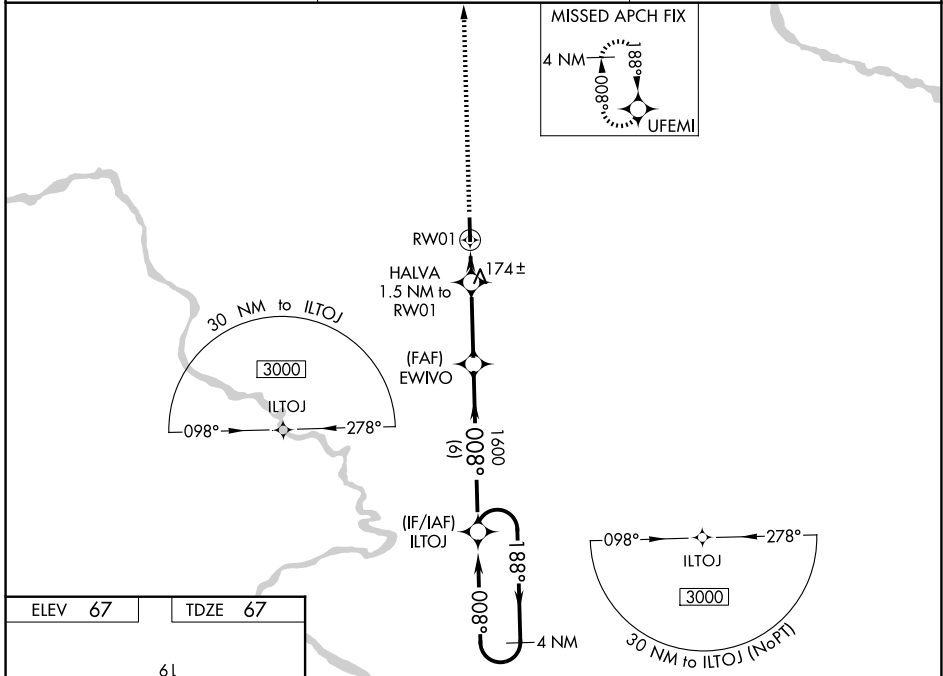 MISSED APCH FIX
4 NM
188°
008°
UFEMI
RW01
HALVA
1.5 NM to
RW01
174±
30 NM to ILTOJ
3000
ILTOJ
098°
278°
(FAF)
EWIVO
1600
008°
(6)
(IF/IAF)
ILTOJ
188°
008°
4 NM
098°
278°
ILTOJ
3000
30 NM to ILTOJ (NoPT)
ELEV 67
TDZE 67